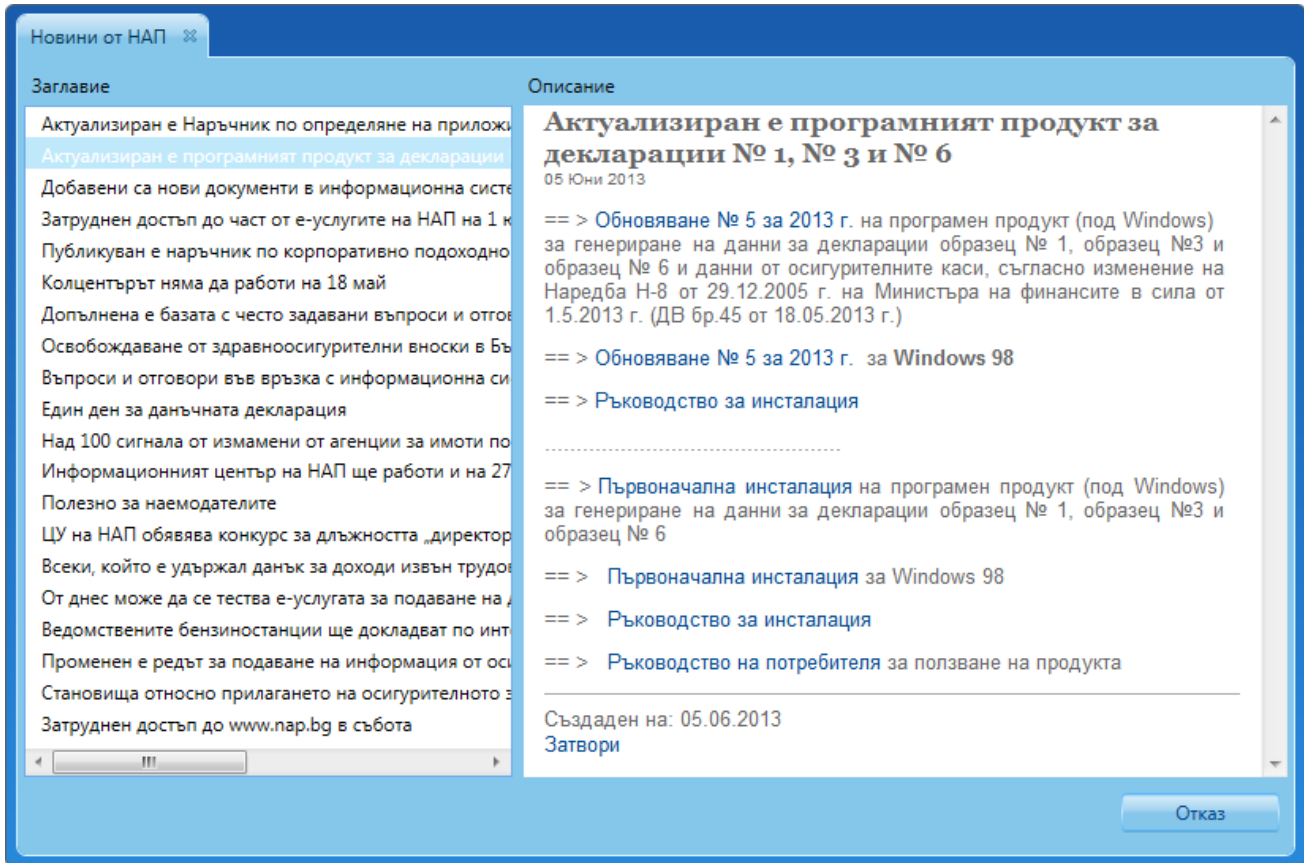 Новини от НАП
Заглавие
Актуализиран е Наръчник по определяне на прилож
Актуализиран е програмният продукт за декларации
Добавени са нови документи в информационна систе
Затруднен достъп до част от е-услугите на НАП на 1 ю
Публикуван е наръчник по корпоративно подоходно
Колцентърът няма да работи на 18 май
Допълнена е базата с често задавани въпроси и отгов
Освобождаване от здравноосигурителни вноски в Бъ
Въпроси и отговори във връзка с информационна си
Един ден за данъчната декларация
Над 100 сигнала от измамени от агенции за имоти по
Информационният център на НАП ще работи и на 27
Полезно за наемодателите
ЦУ на НАП обявява конкурс за длъжността „директор
Всеки, който е удържал данък за доходи извън трудо
От днес може да се тества е-услугата за подаване на
Ведомствените бензиностанции ще докладват по инт
Променен е редът за подаване на информация от оси
Становища относно прилагането на осигурителното з
Затруднен достъп до www.nap.bg в събота
Описание
Актуализиран е програмният продукт за
декларации № 1, № 3 и № 6
05 Юни 2013
== > Обновяване № 5 за 2013 г. на програмен продукт (под Windows)
за генериране на данни за декларации образец № 1, образец №3 и
образец № 6 и данни от осигурителните каси, съгласно изменение на
Наредба Н-8 от 29.12.2005 г. на Министъра на финансите в сила от
1.5.2013 г. (ДВ бр.45 от 18.05.2013 г.)
== > Обновяване № 5 за 2013 г. за Windows 98
== > Ръководство за инсталация
== > Първоначална инсталация на програмен продукт (под Windows)
за генериране на данни за декларации образец № 1, образец №3 и
образец № 6
== > Първоначална инсталация за Windows 98
== > Ръководство за инсталация
== > Ръководство на потребителя за ползване на продукта
Създаден на: 05.06.2013
Затвори
Отказ